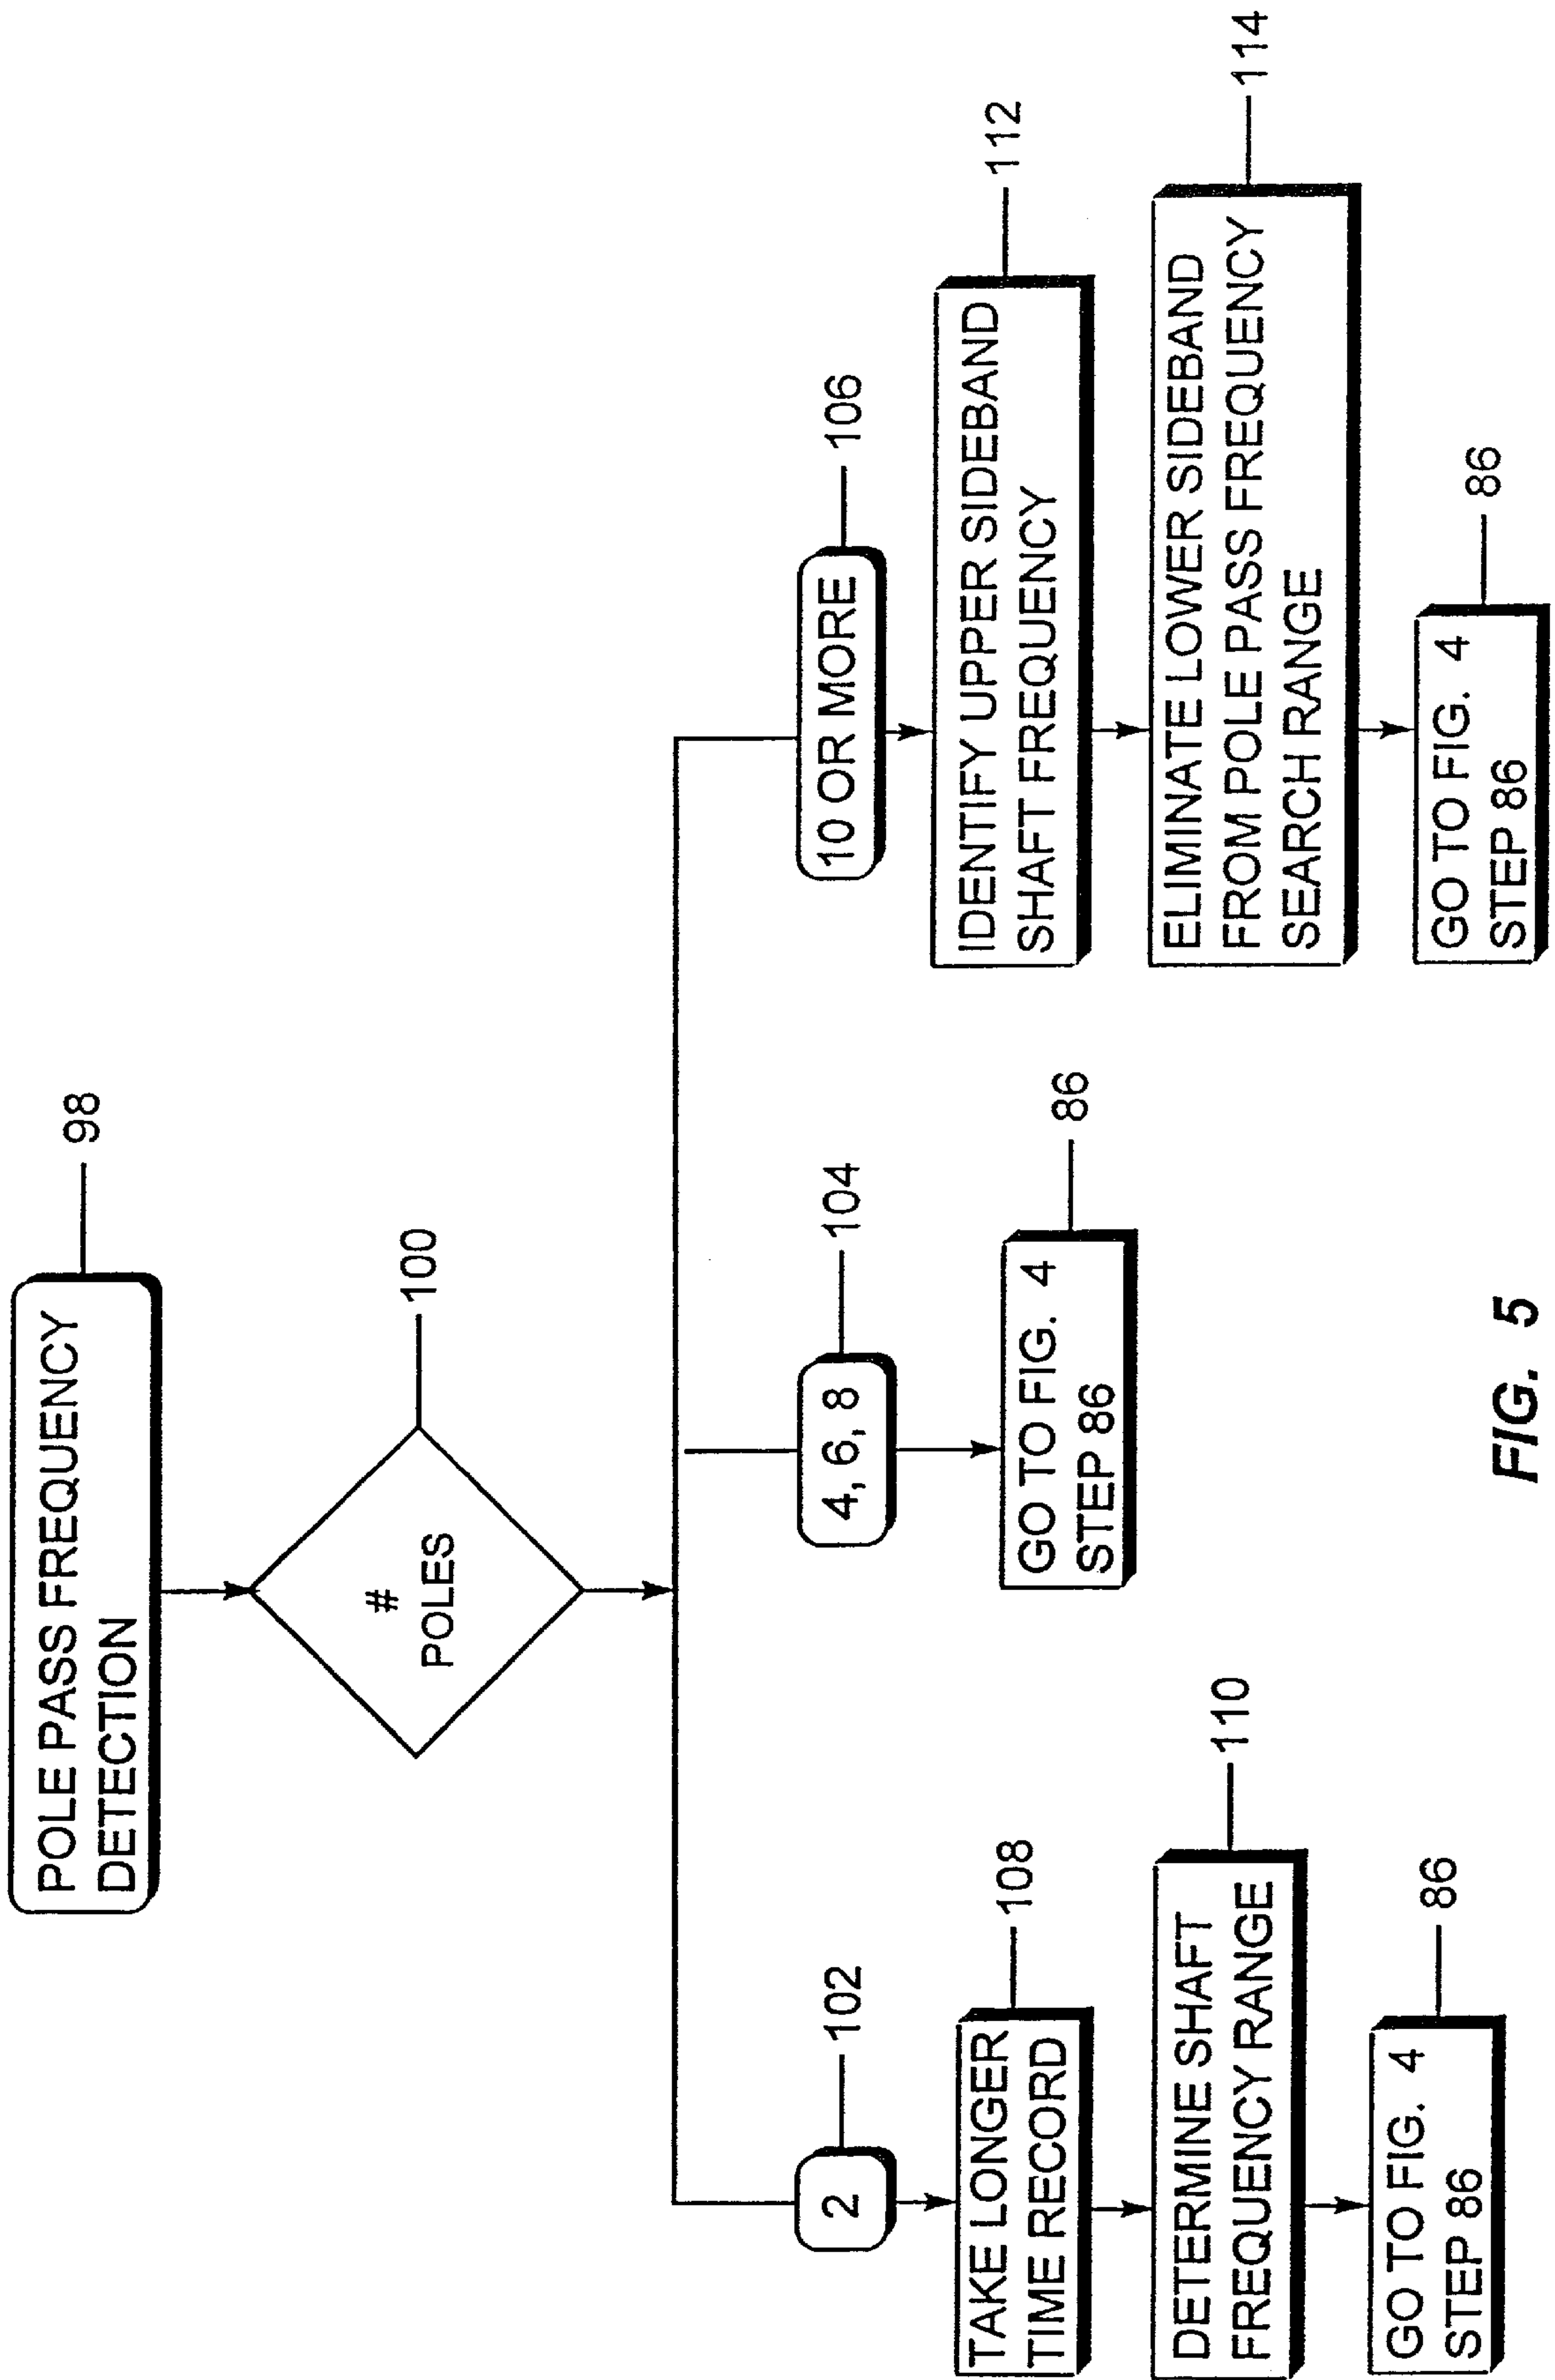 POLE PASS FREQUENCY
DETECTION
98
#
POLES
100
2
102
TAKE LONGER
TIME RECORD
108
DETERMINE SHAFT
FREQUENCY RANGE
110
GO TO FIG. 4
STEP 86
86
4, 6, 8
104
GO TO FIG. 4
STEP 86
86
10 OR MORE
106
IDENTIFY UPPER SIDEBAND
SHAFT FREQUENCY
112
ELIMINATE LOWER SIDEBAND
FROM POLE PASS FREQUENCY
SEARCH RANGE
114
GO TO FIG. 4
STEP 86
86
FIG. 5